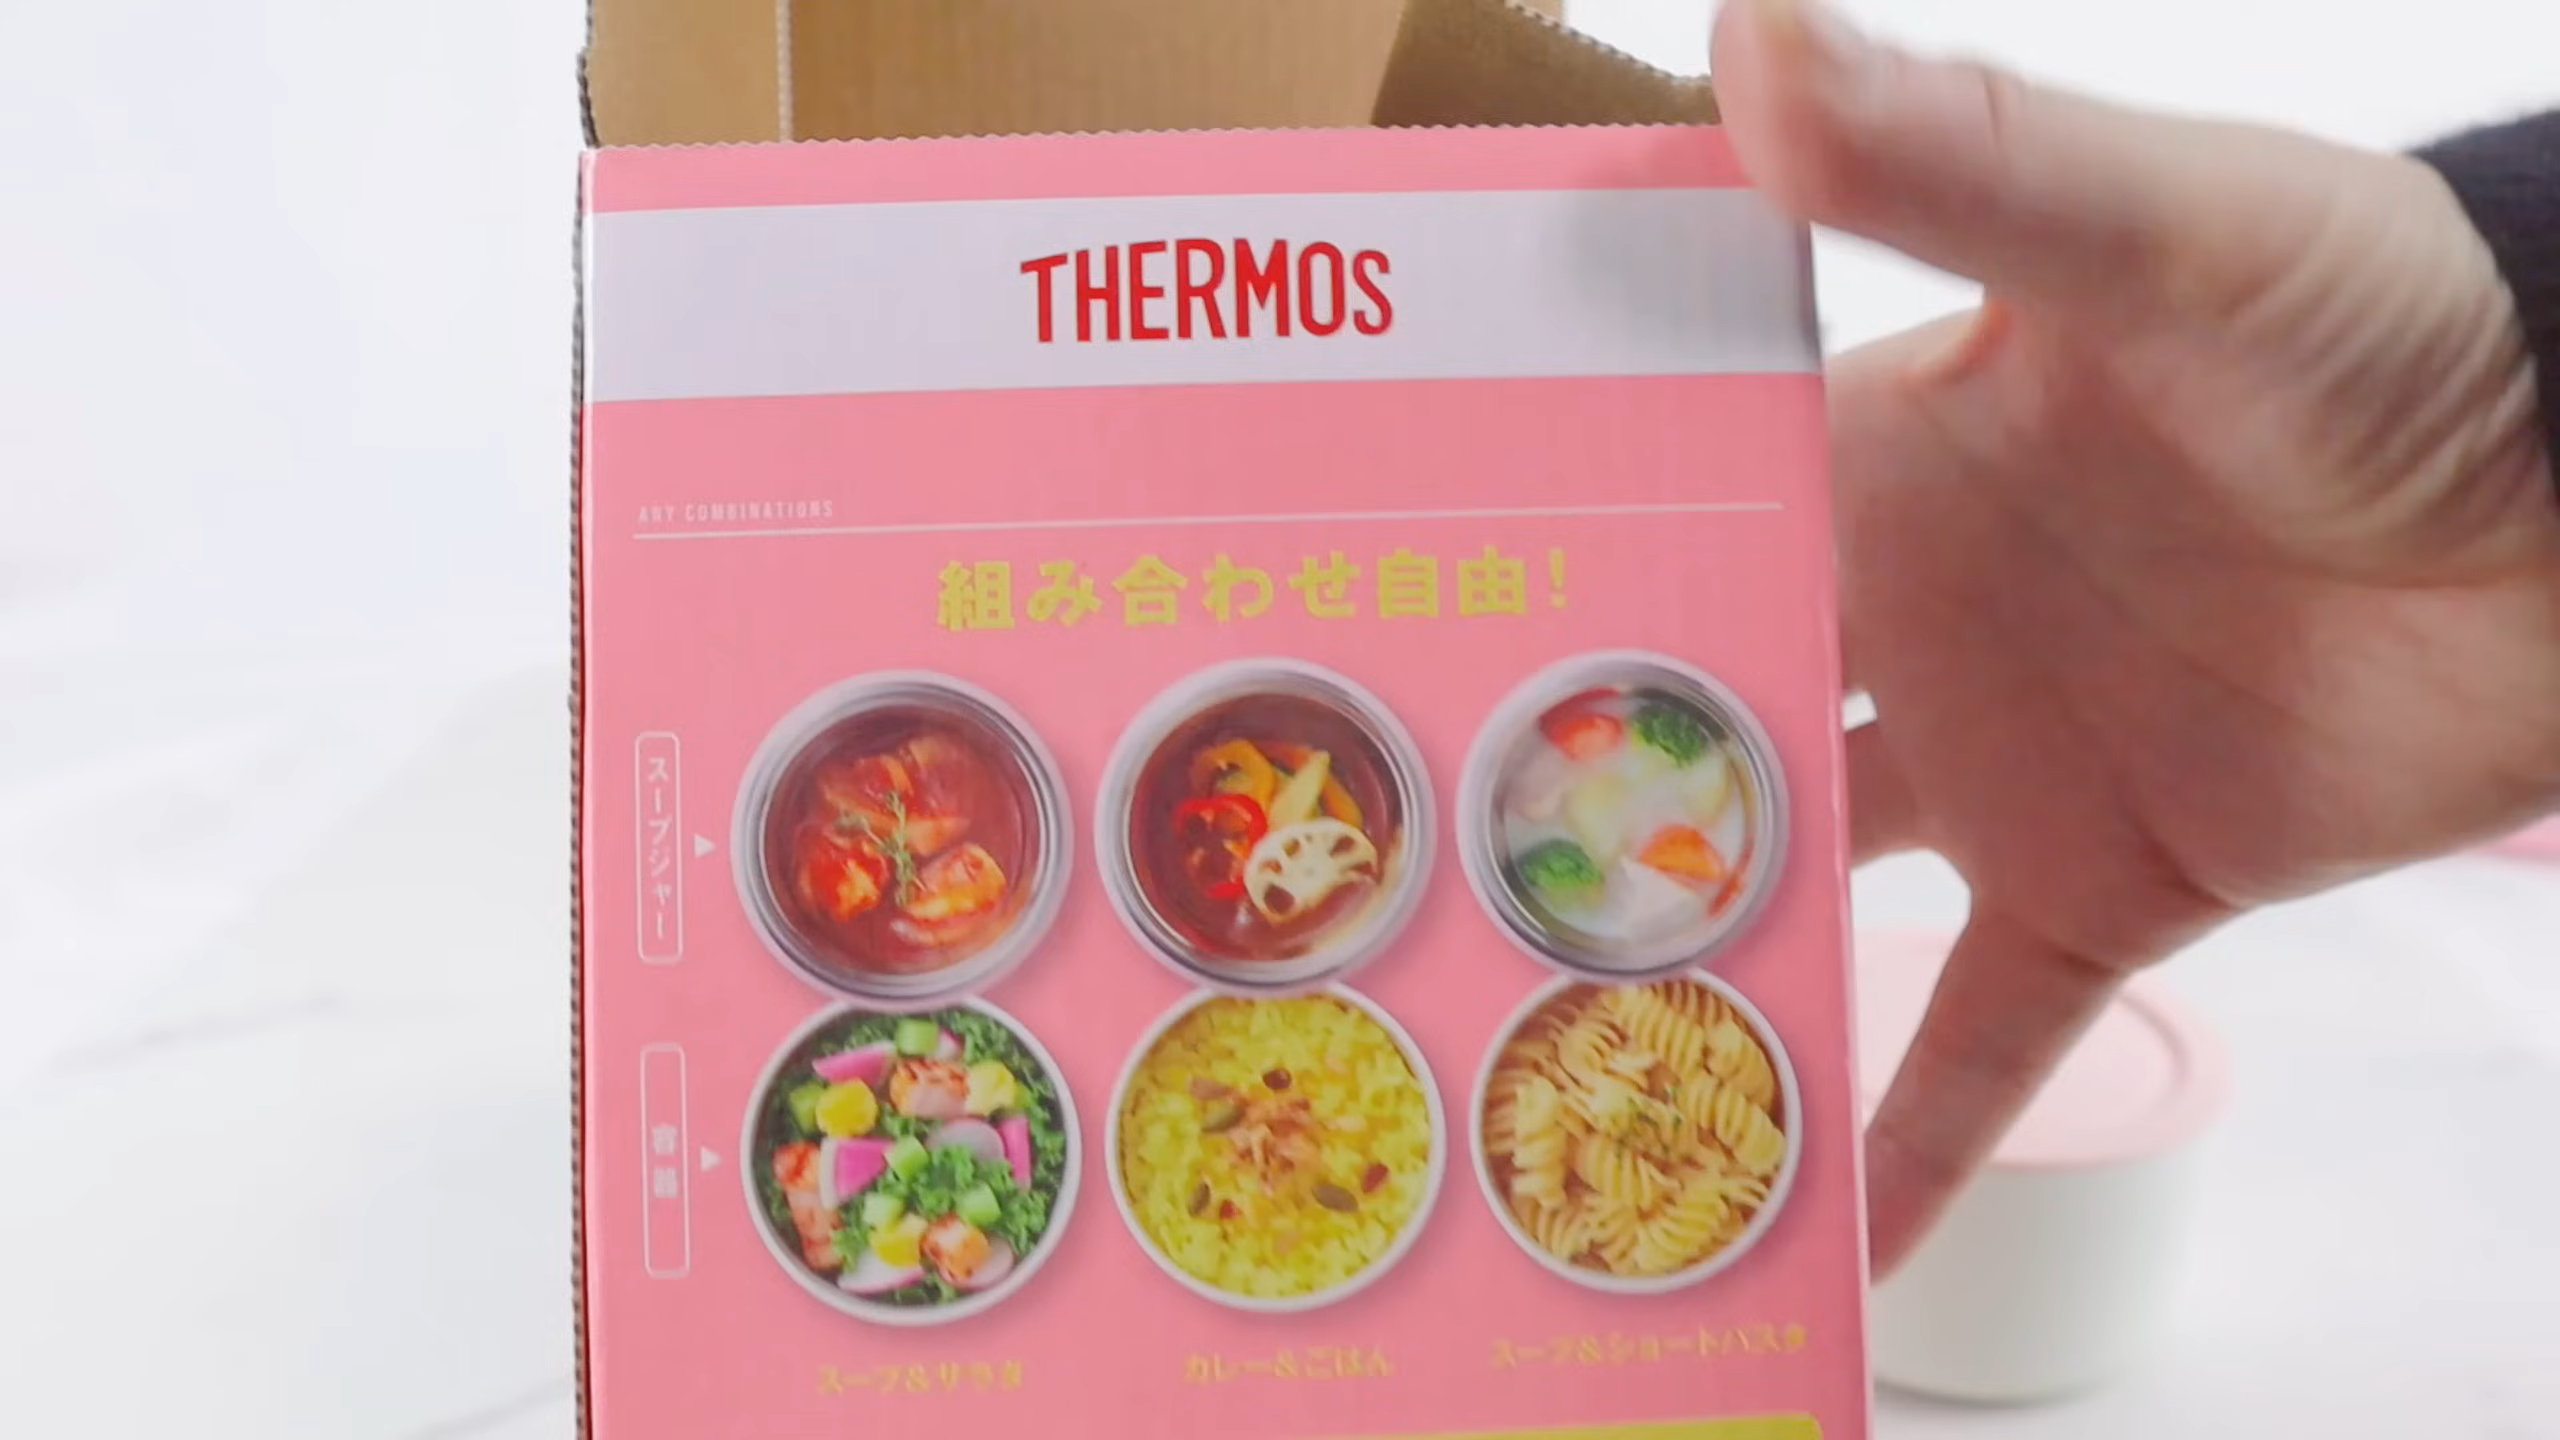 THERMOS
ANY COMBINATIONS
組み合わせ自由！
スープジャー
容器
スープ&サラダ
カレー&ごはん
スープ&ショートパスタ